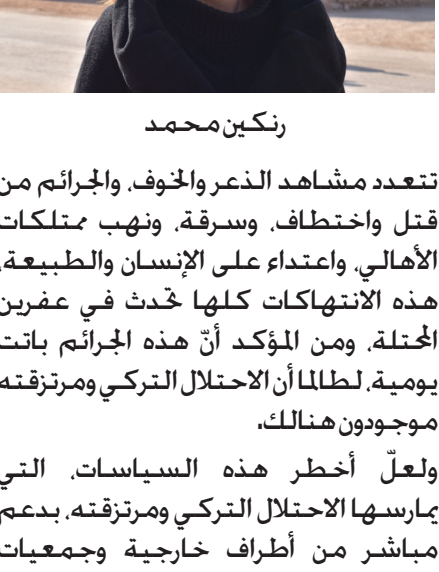 رنكين محمد
تتعدد مشاهد الذعر والخوف، والجرائم من
قتل واختطاف، وسرقة، ونهب ممتلكات
الأهالي، واعتداء على الإنسان والطبيعة،
هذه الانتهاكات كلها تحدث في عفرين
المحتلة، ومن المؤكد أنّ هذه الجرائم باتت
يومية، لطالما أن الاحتلال التركي ومرتزقته
موجودون هنالك.
ولعلّ أخطر هذه السياسات، التي
يمارسها الاحتلال التركي ومرتزقته، بدعم
مباشر من أطراف خارجية وجمعيات